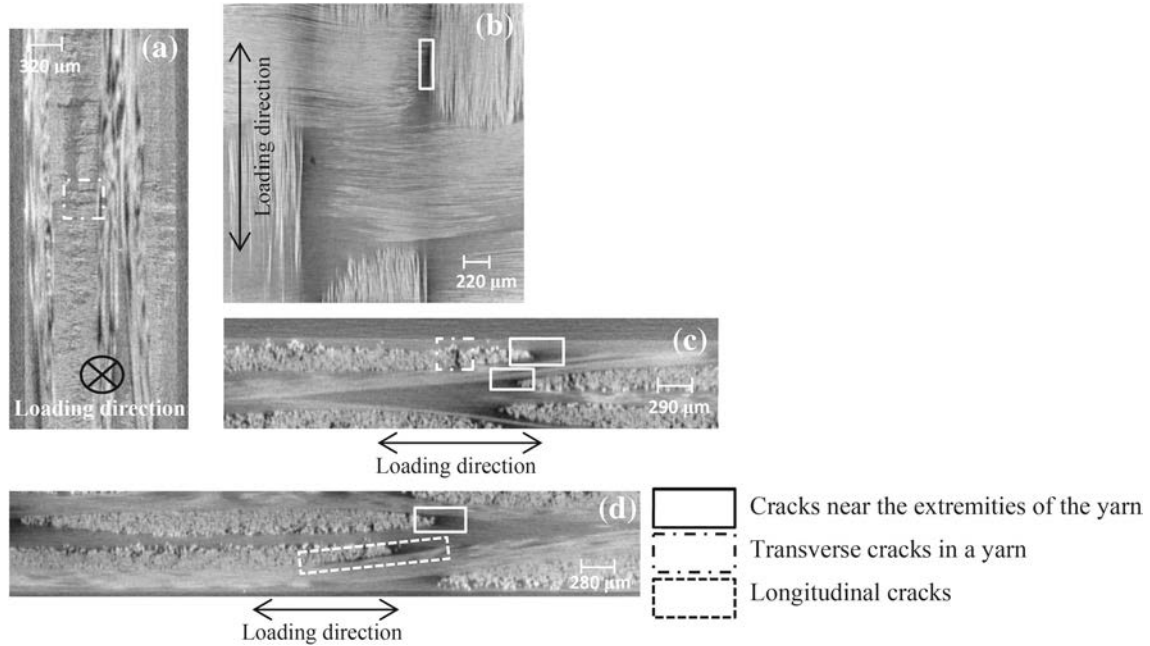 (a)
320 µm
Loading direction
(b)
Loading direction
220 µm
(c)
290 µm
Loading direction
(d)
280 µm
Loading direction
Cracks near the extremities of the yarn
Transverse cracks in a yarn
Longitudinal cracks